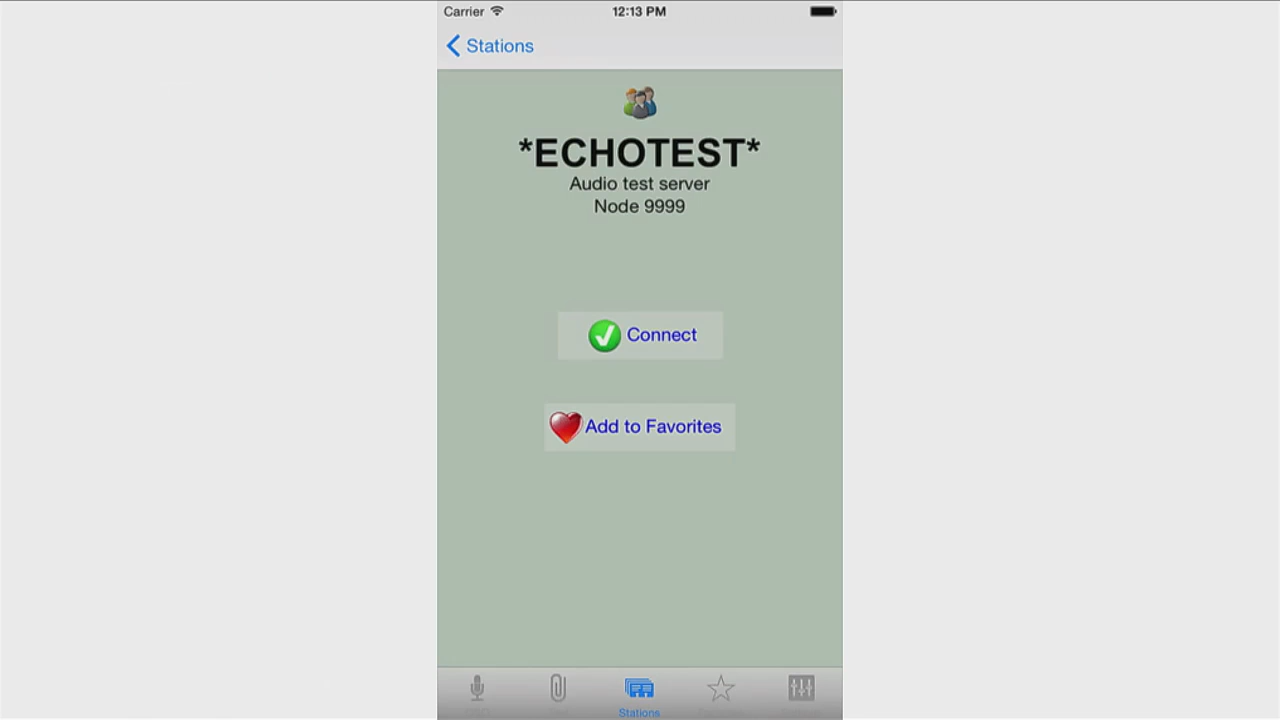 Carrier 12:13 PM
Stations
*ECHOTEST*
Audio test server
Node 9999
Connect
Add to Favorites
Stations